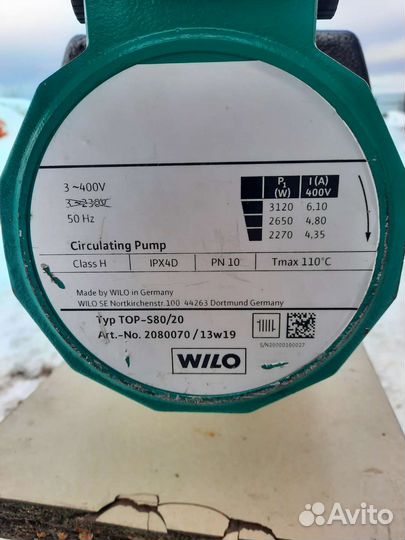 3 ~400V
3 ~230V
50 Hz
P1 (W) I (A) 400V
3120 6,10
2650 4,80
2270 4,35
Circulating Pump
Class H IPX4D PN 10 Tmax 110°C
Made by WILO in Germany
WILO SE Nortkirchenstr.100 44263 Dortmund Germany
Typ TOP-S80/20
Art.-No. 2080070 / 13w19
WILO
Avito